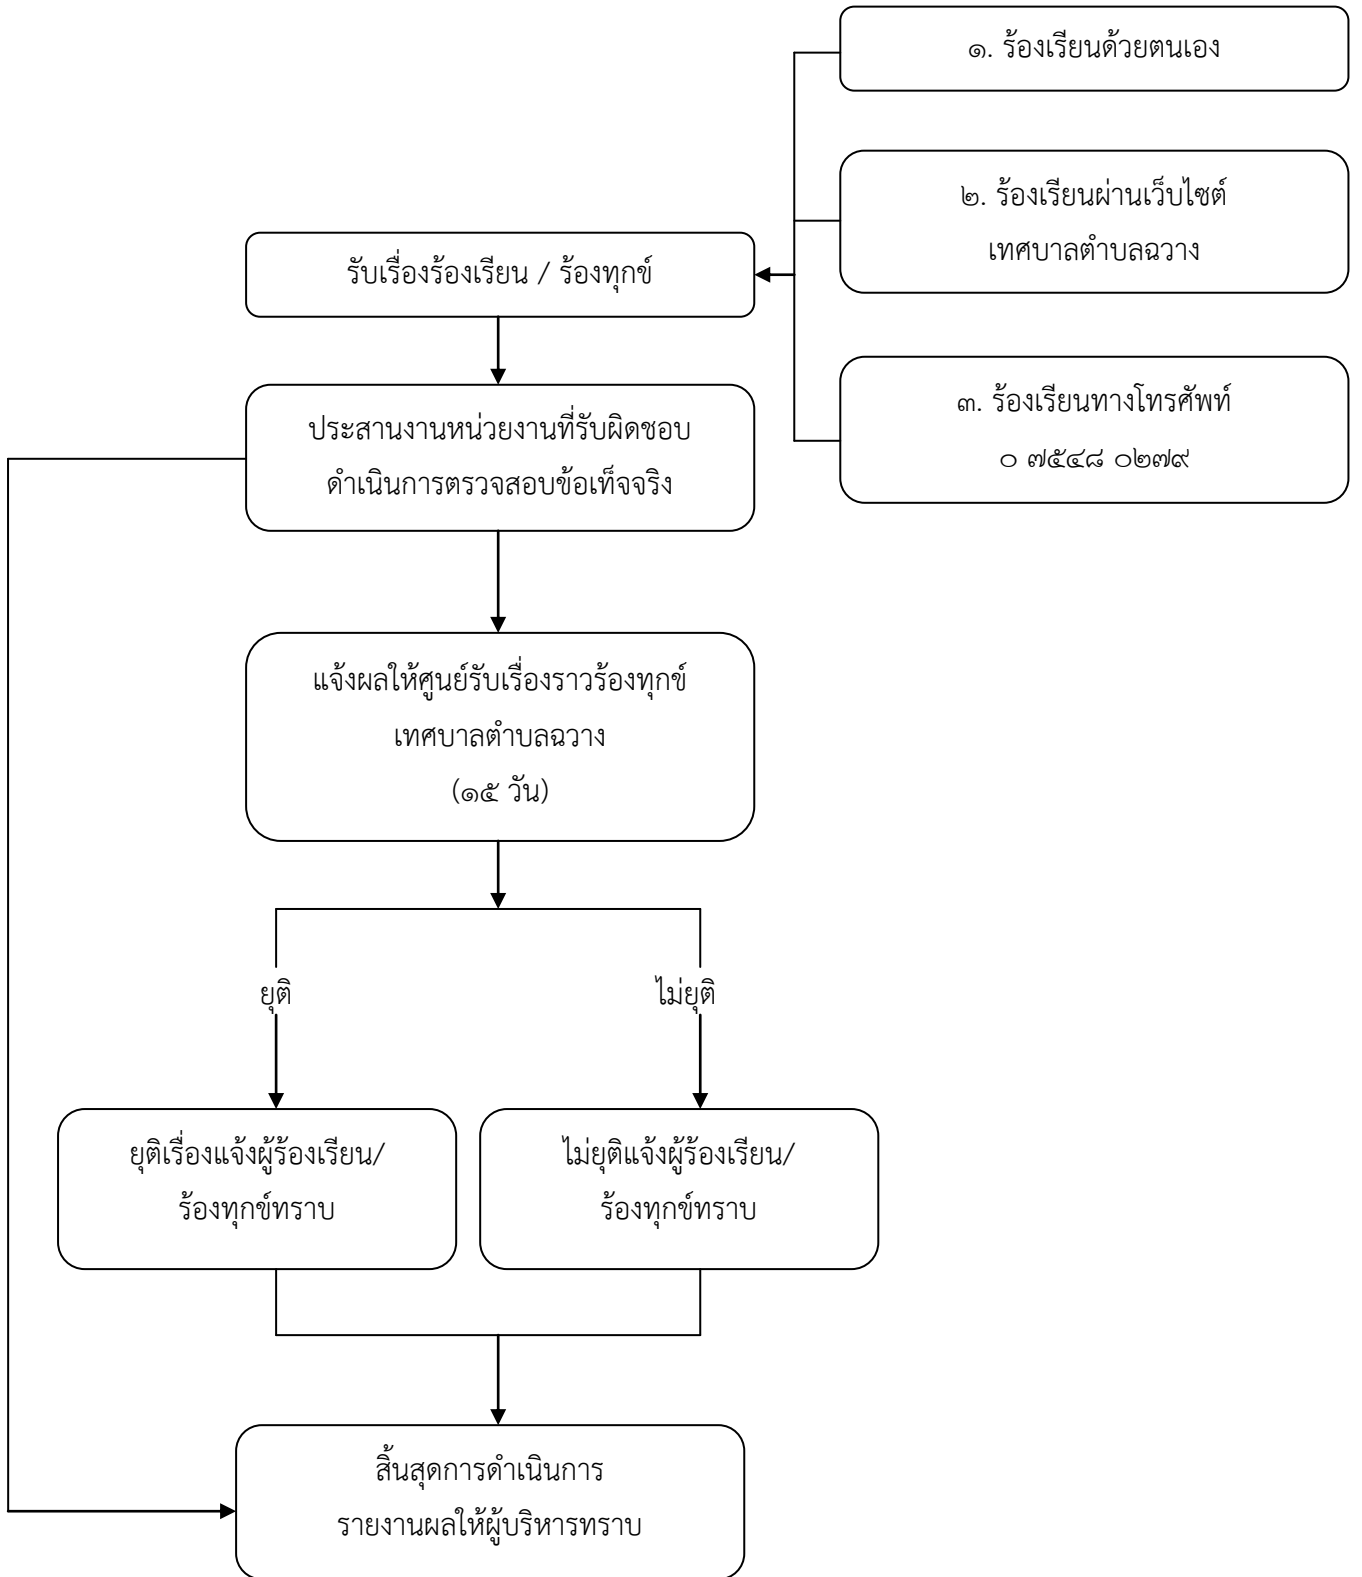 ๑. ร้องเรียนด้วยตนเอง
๒. ร้องเรียนผ่านเว็บไซต์
เทศบาลตำบลฉวาง
รับเรื่องร้องเรียน / ร้องทุกข์
๓. ร้องเรียนทางโทรศัพท์
๐ ๗๕๔๘ ๐๒๗๙
ประสานงานหน่วยงานที่รับผิดชอบ
ดำเนินการตรวจสอบข้อเท็จจริง
แจ้งผลให้ศูนย์รับเรื่องราวร้องทุกข์
เทศบาลตำบลฉวาง
(๑๕ วัน)
ยุติ
ไม่ยุติ
ยุติเรื่องแจ้งผู้ร้องเรียน/
ร้องทุกข์ทราบ
ไม่ยุติแจ้งผู้ร้องเรียน/
ร้องทุกข์ทราบ
สิ้นสุดการดำเนินการ
รายงานผลให้ผู้บริหารทราบ